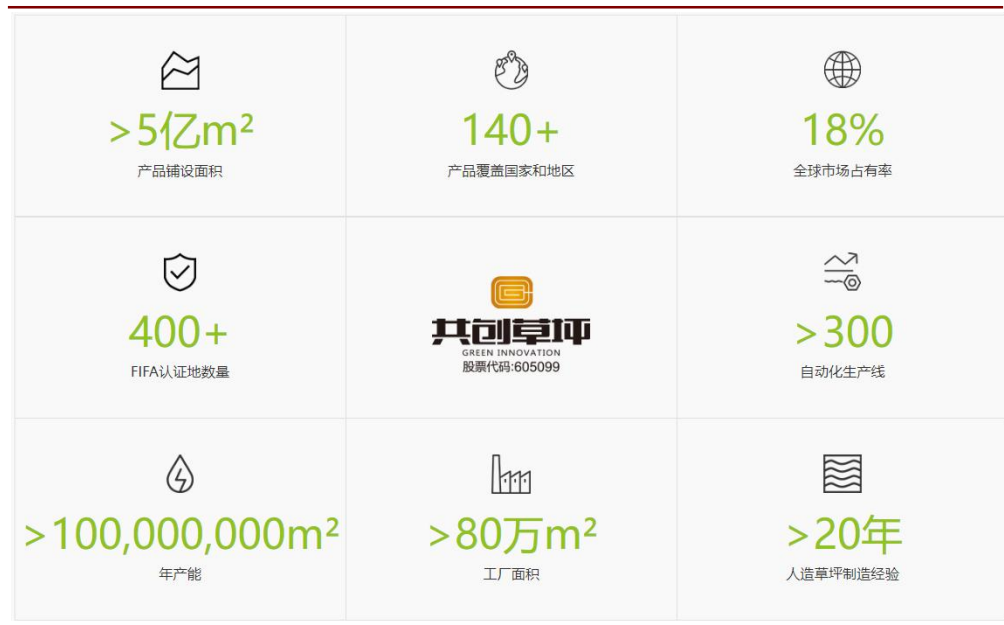 >5亿m²
产品铺设面积
140+
产品覆盖国家和地区
18%
全球市场占有率
400+
FIFA认证地数量
共创草坪
GREEN INNOVATION
股票代码:605099
>300
自动化生产线
>100,000,000m²
年产能
>80万m²
工厂面积
>20年
人造草坪制造经验